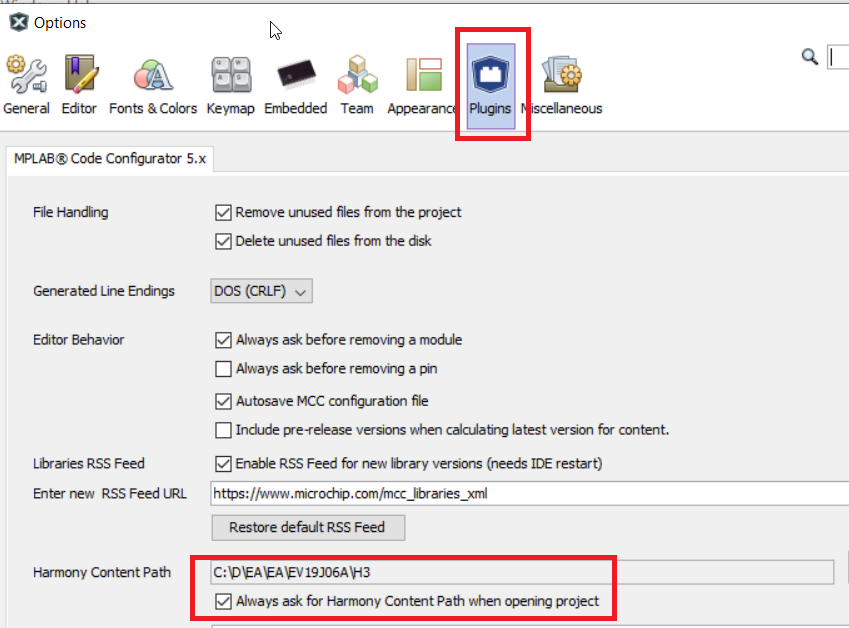 Options
General Editor Fonts & Colors Keymap Embedded Team Appearance Plugins Miscellaneous
MPLAB® Code Configurator 5.x
File Handling Remove unused files from the project
Delete unused files from the disk
Generated Line Endings DOS (CRLF)
Editor Behavior Always ask before removing a module
Always ask before removing a pin
Autosave MCC configuration file
Include pre-release versions when calculating latest version for content.
Libraries RSS Feed Enable RSS Feed for new library versions (needs IDE restart)
Enter new RSS Feed URL https://www.microchip.com/mcc_libraries_xml
Restore default RSS Feed
Harmony Content Path C:\D\EA\EA\EV19J06A\H3
Always ask for Harmony Content Path when opening project